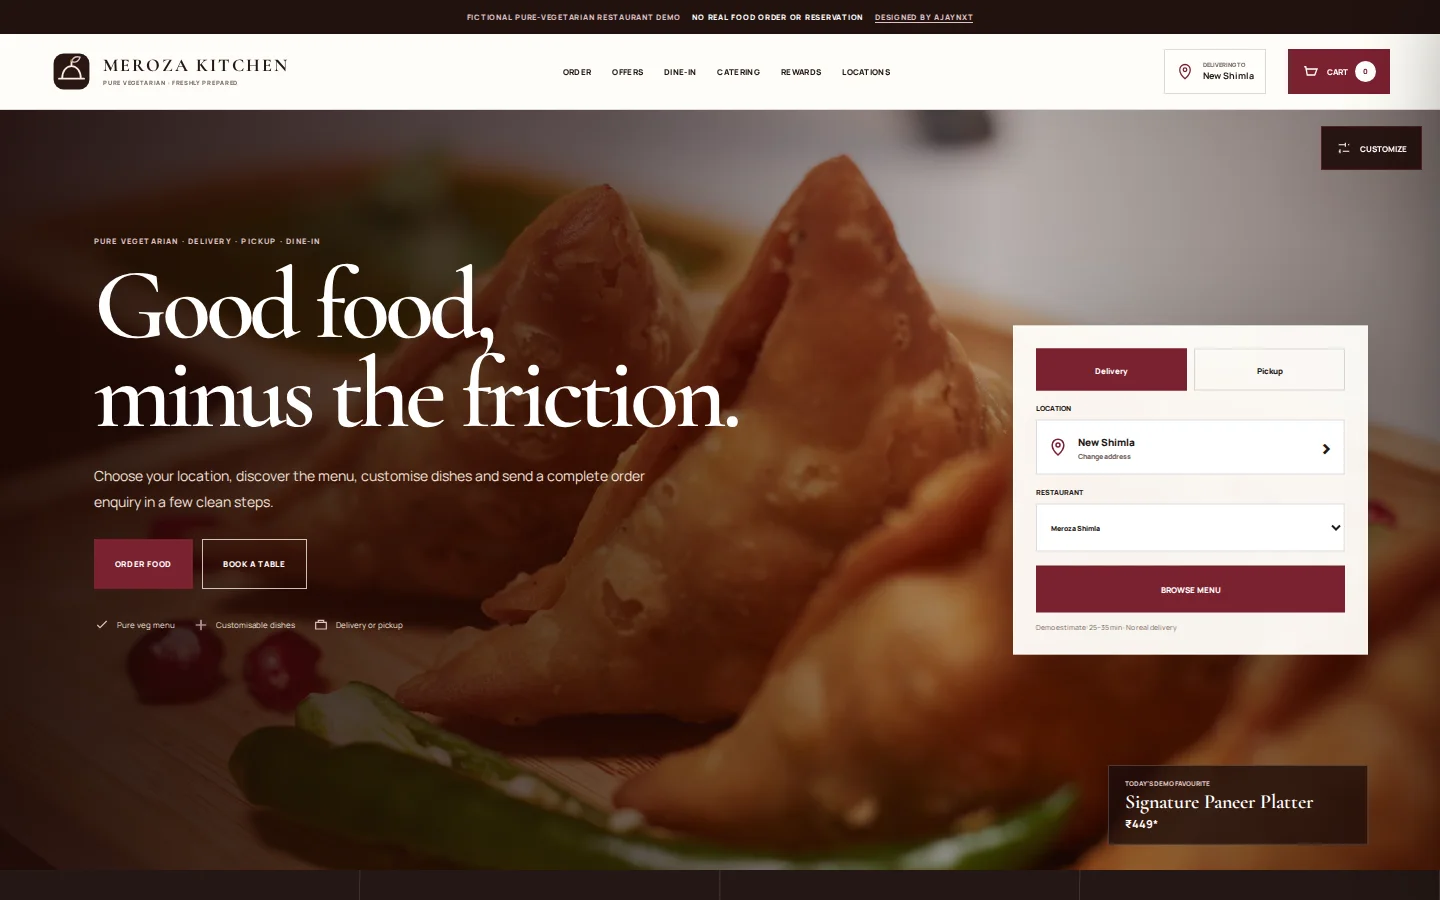 FICTIONAL PURE-VEGETARIAN RESTAURANT DEMO NO REAL FOOD ORDER OR RESERVATION DESIGNED BY AJAYNXT
MEROZA KITCHEN
PURE VEGETARIAN · FRESHLY PREPARED
ORDER OFFERS DINE-IN CATERING REWARDS LOCATIONS
DELIVERING TO
New Shimla
CART 0
CUSTOMIZE
PURE VEGETARIAN · DELIVERY · PICKUP · DINE-IN
Good food,
minus the friction.
Choose your location, discover the menu, customise dishes and send a complete order
enquiry in a few clean steps.
ORDER FOOD BOOK A TABLE
Pure veg menu Customisable dishes Delivery or pickup
Delivery Pickup
LOCATION
New Shimla
Change address
RESTAURANT
Meroza Shimla
BROWSE MENU
Demo estimate: 25–35 min · No real delivery
TODAY'S DEMO FAVOURITE
Signature Paneer Platter
₹449*